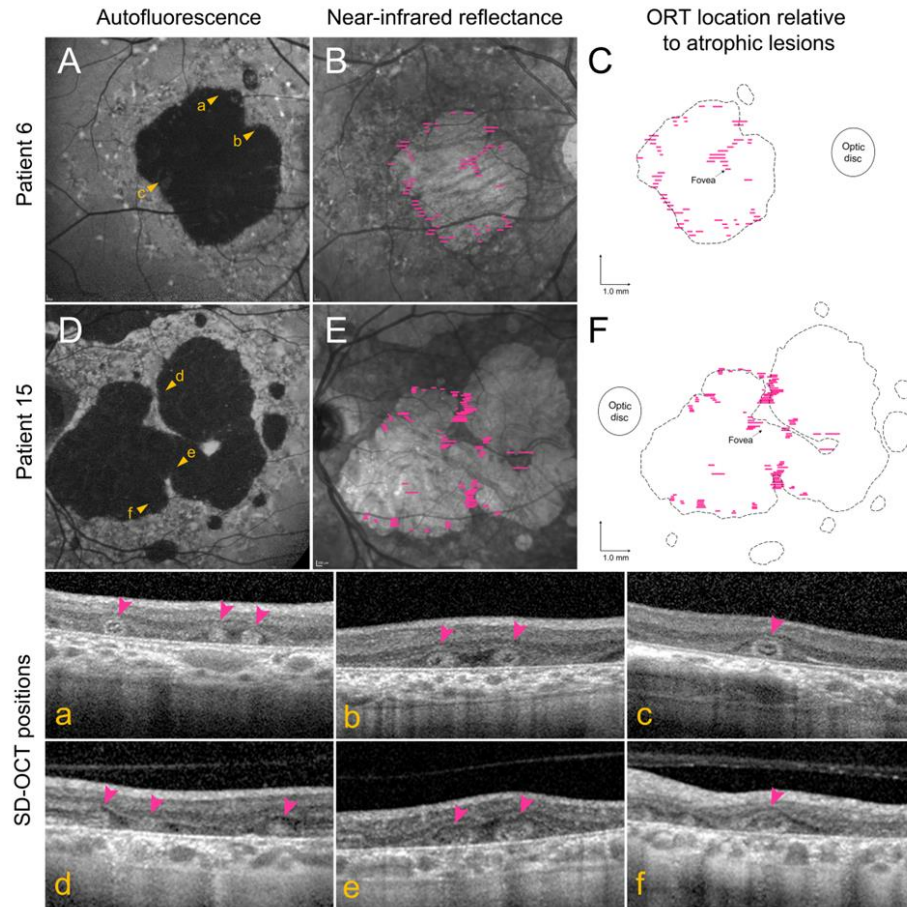 Autofluorescence
Near-infrared reflectance
ORT location relative
to atrophic lesions
Patient 6
A
a
b
c
B
C
Optic
disc
Fovea
1.0 mm
Patient 15
D
d
e
f
E
F
Optic
disc
Fovea
1.0 mm
SD-OCT positions
a
b
c
d
e
f